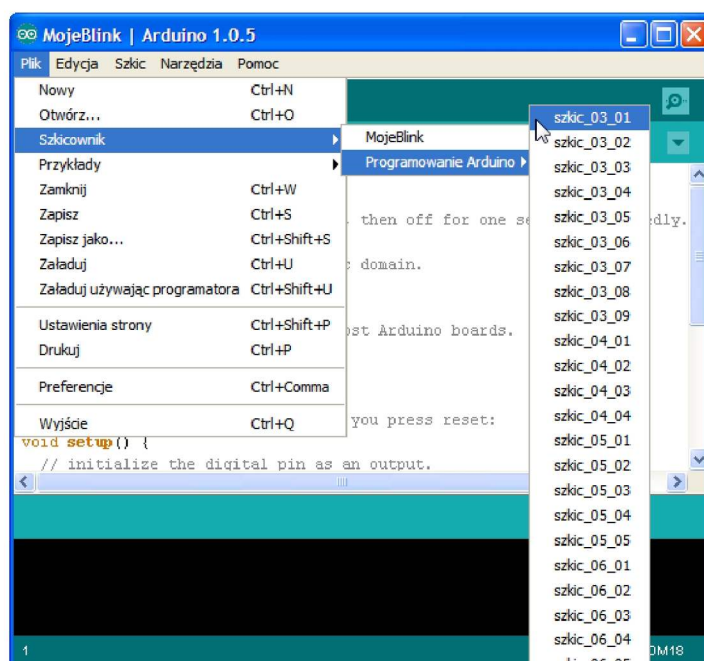 MojeBlink | Arduino 1.0.5
Plik Edycja Szkic Narzędzia Pomoc
Nowy Ctrl+N
Otwórz... Ctrl+O
Szkicownik
Przykłady
Zamknij Ctrl+W
Zapisz Ctrl+S
Zapisz jako... Ctrl+Shift+S
Załaduj Ctrl+U
Załaduj używając programatora Ctrl+Shift+U
Ustawienia strony Ctrl+Shift+P
Drukuj Ctrl+P
Preferencje Ctrl+Comma
Wyjście Ctrl+Q
MojeBlink
Programowanie Arduino
szkic_03_01
szkic_03_02
szkic_03_03
szkic_03_04
szkic_03_05
szkic_03_06
szkic_03_07
szkic_03_08
szkic_03_09
szkic_04_01
szkic_04_02
szkic_04_03
szkic_04_04
szkic_05_01
szkic_05_02
szkic_05_03
szkic_05_04
szkic_05_05
szkic_06_01
szkic_06_02
szkic_06_03
szkic_06_04
then off for one
domain.
Arduino boards.
you press reset:
void setup() {
// initialize the digital pin as an output.
1